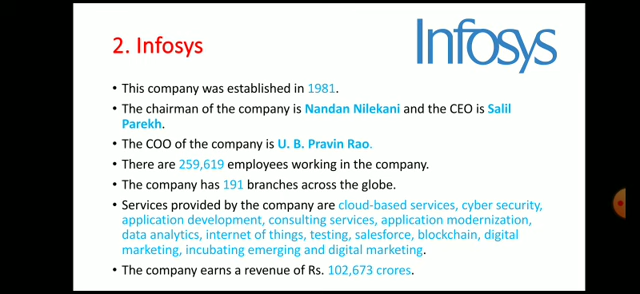 2. Infosys
Infosys
• This company was established in 1981.
• The chairman of the company is Nandan Nilekani and the CEO is Salil
Parekh.
• The COO of the company is U. B. Pravin Rao.
• There are 259,619 employees working in the company.
• The company has 191 branches across the globe.
• Services provided by the company are cloud-based services, cyber security,
application development, consulting services, application modernization,
data analytics, internet of things, testing, salesforce, blockchain, digital
marketing, incubating emerging and digital marketing.
• The company earns a revenue of Rs. 102,673 crores.